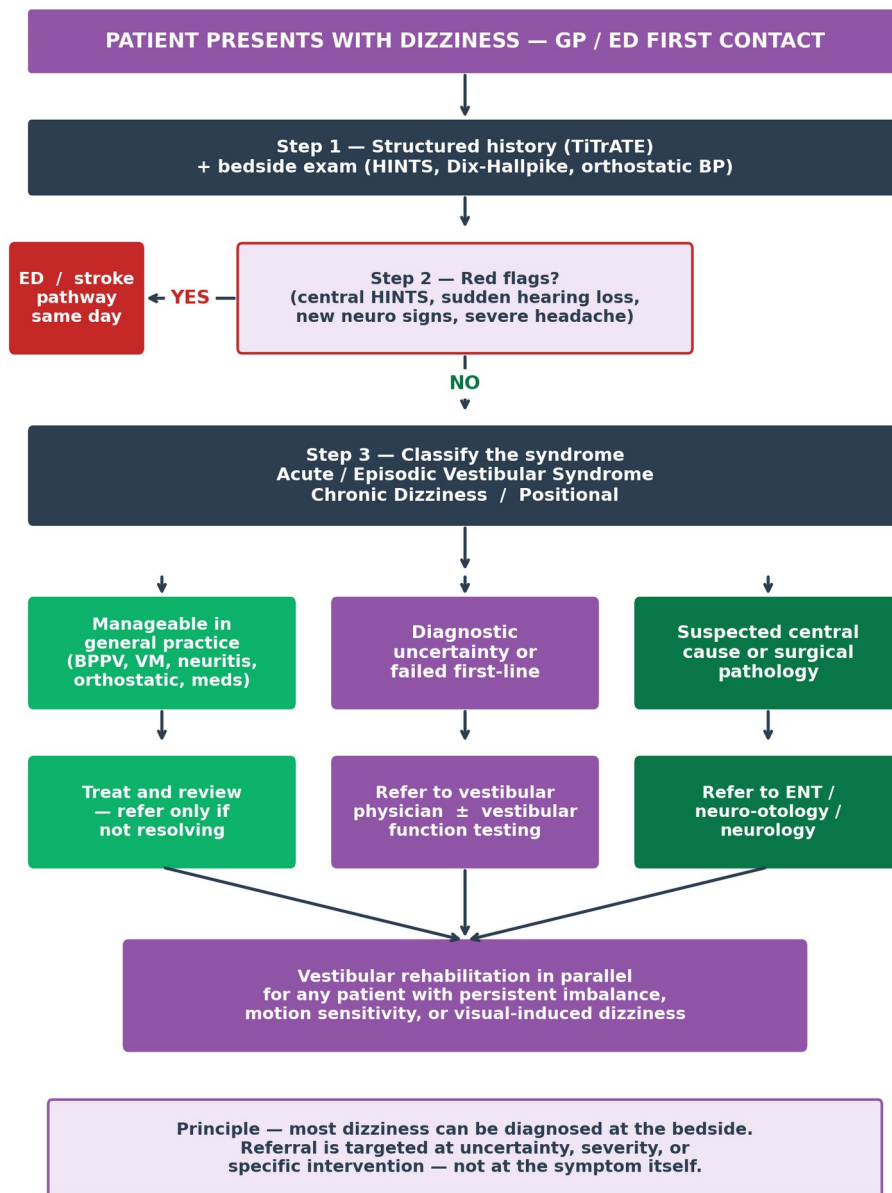 PATIENT PRESENTS WITH DIZZINESS — GP / ED FIRST CONTACT
Step 1 — Structured history (TiTrATE)
+ bedside exam (HINTS, Dix-Hallpike, orthostatic BP)
ED / stroke
pathway
same day
YES
Step 2 — Red flags?
(central HINTS, sudden hearing loss,
new neuro signs, severe headache)
NO
Step 3 — Classify the syndrome
Acute / Episodic Vestibular Syndrome
Chronic Dizziness / Positional
Manageable in
general practice
(BPPV, VM, neuritis,
orthostatic, meds)
Diagnostic
uncertainty or
failed first-line
Suspected central
cause or surgical
pathology
Treat and review
— refer only if
not resolving
Refer to vestibular
physician ± vestibular
function testing
Refer to ENT /
neuro-otology /
neurology
Vestibular rehabilitation in parallel
for any patient with persistent imbalance,
motion sensitivity, or visual-induced dizziness
Principle — most dizziness can be diagnosed at the bedside.
Referral is targeted at uncertainty, severity, or
specific intervention — not at the symptom itself.